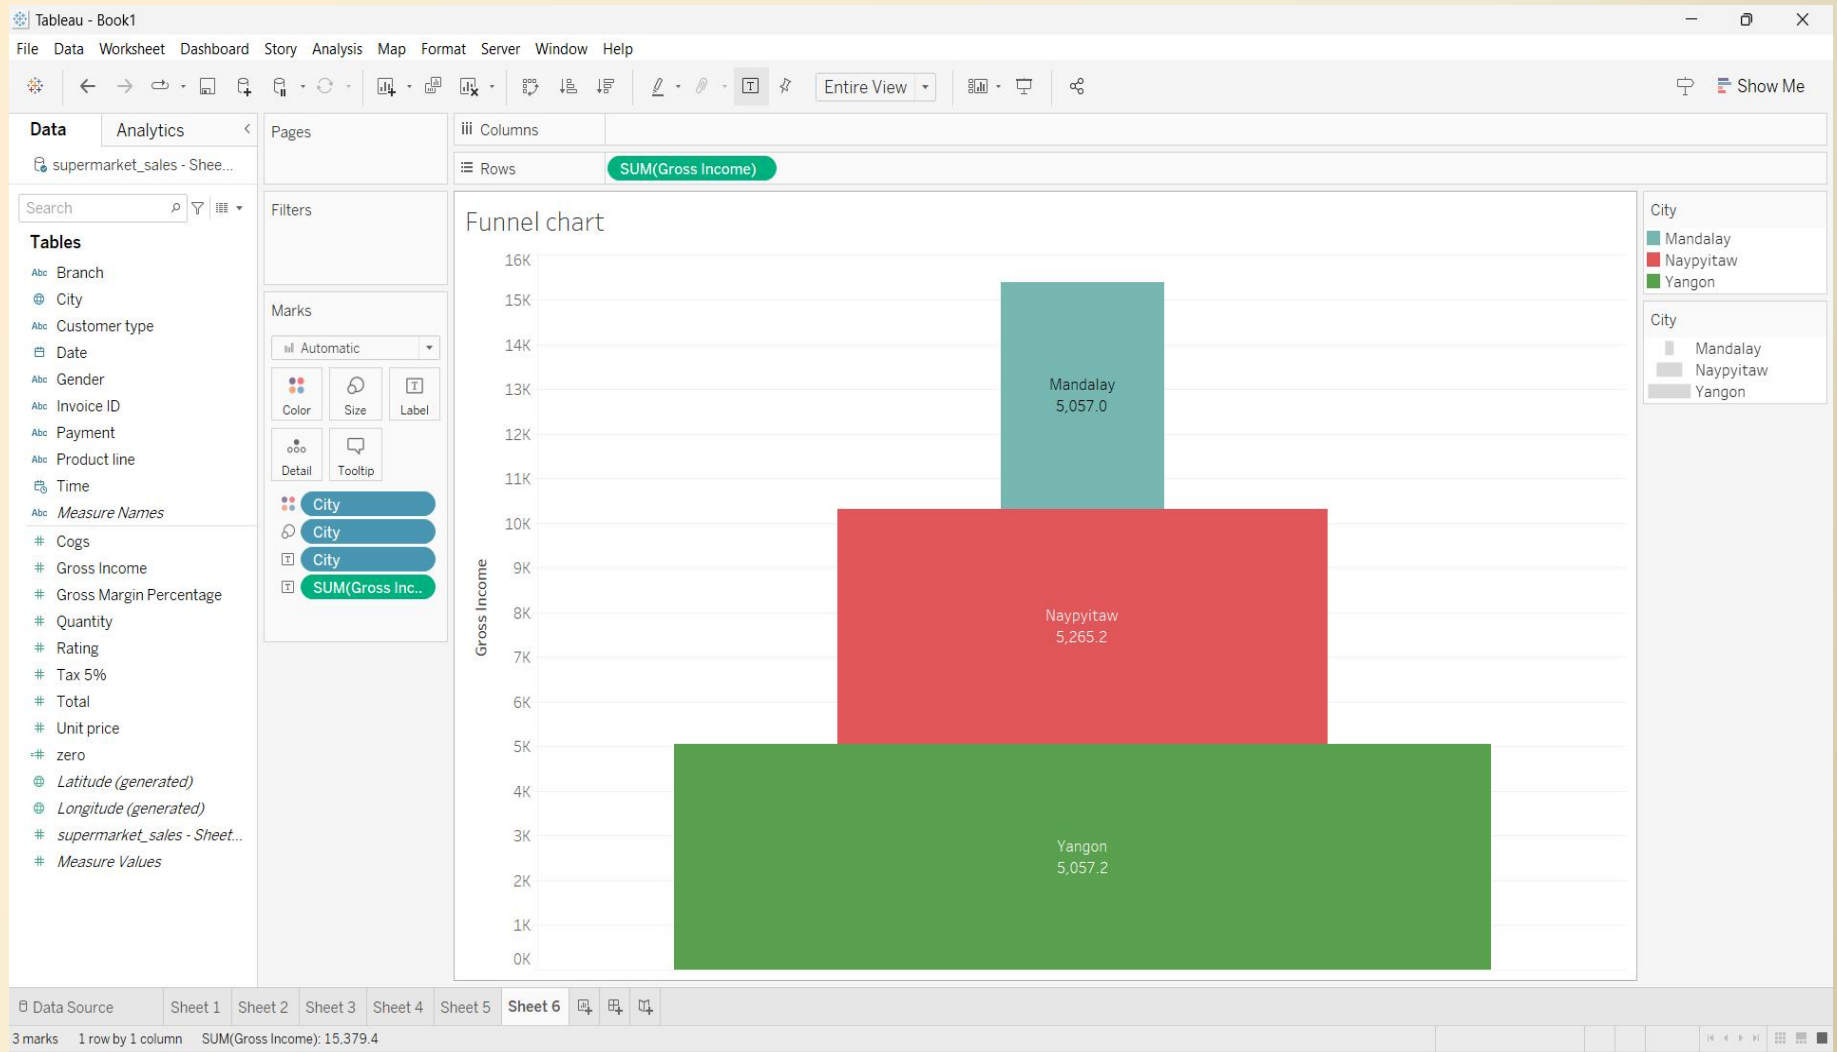 Tableau - Book1
File Data Worksheet Dashboard Story Analysis Map Format Server Window Help
Entire View
Show Me
Data
Analytics
supermarket_sales - Shee...
Search
Tables
Abc Branch
City
Abc Customer type
Date
Abc Gender
Abc Invoice ID
Abc Payment
Abc Product line
Time
Abc Measure Names
# Cogs
# Gross Income
# Gross Margin Percentage
# Quantity
# Rating
# Tax 5%
# Total
# Unit price
=# zero
Latitude (generated)
Longitude (generated)
# supermarket_sales - Sheet...
# Measure Values
Pages
Filters
Marks
Automatic
Color Size Label
Detail Tooltip
City
City
City
SUM(Gross Inc..
Columns
Rows SUM(Gross Income)
Funnel chart
Gross Income
16K
15K
14K
13K
12K
11K
10K
9K
8K
7K
6K
5K
4K
3K
2K
1K
0K
Mandalay
5,057.0
Naypyitaw
5,265.2
Yangon
5,057.2
City
Mandalay
Naypyitaw
Yangon
City
Mandalay
Naypyitaw
Yangon
Data Source Sheet 1 Sheet 2 Sheet 3 Sheet 4 Sheet 5 Sheet 6
3 marks 1 row by 1 column SUM(Gross Income): 15,379.4